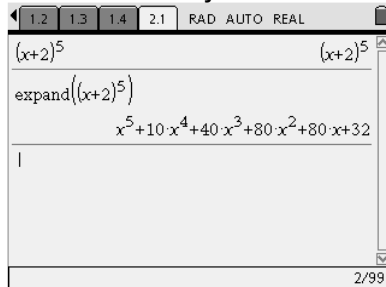 1.2 1.3 1.4 2.1 RAD AUTO REAL
(x+2)^5 (x+2)^5
expand((x+2)^5)
x^5+10·x^4+40·x^3+80·x^2+80·x+32
2/99